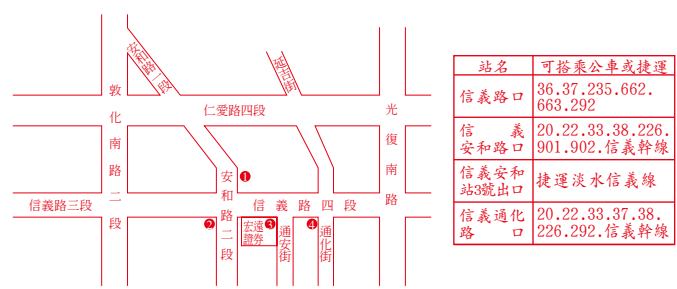 安和路一段
延吉街
敦化南路二段
仁愛路四段
光復南路
安和路二段
❶
信義路三段
信義路四段
❷
宏遠
證券
❸
通安街
❹
通化街
站名 可搭乘公車或捷運
信義路口 36.37.235.662.
663.292
信義
安和路口 20.22.33.38.226.
901.902.信義幹線
信義安和
站3號出口 捷運淡水信義線
信義通化
路口 20.22.33.37.38.
226.292.信義幹線